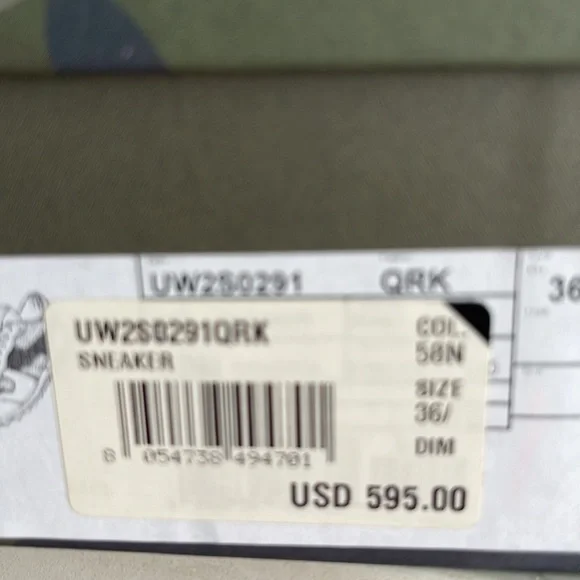 UW2S0291 QRK 36
UW2S0291QRK
SNEAKER
COL.
58N
SIZE
36/
DIM
8 054738 494701
USD 595.00